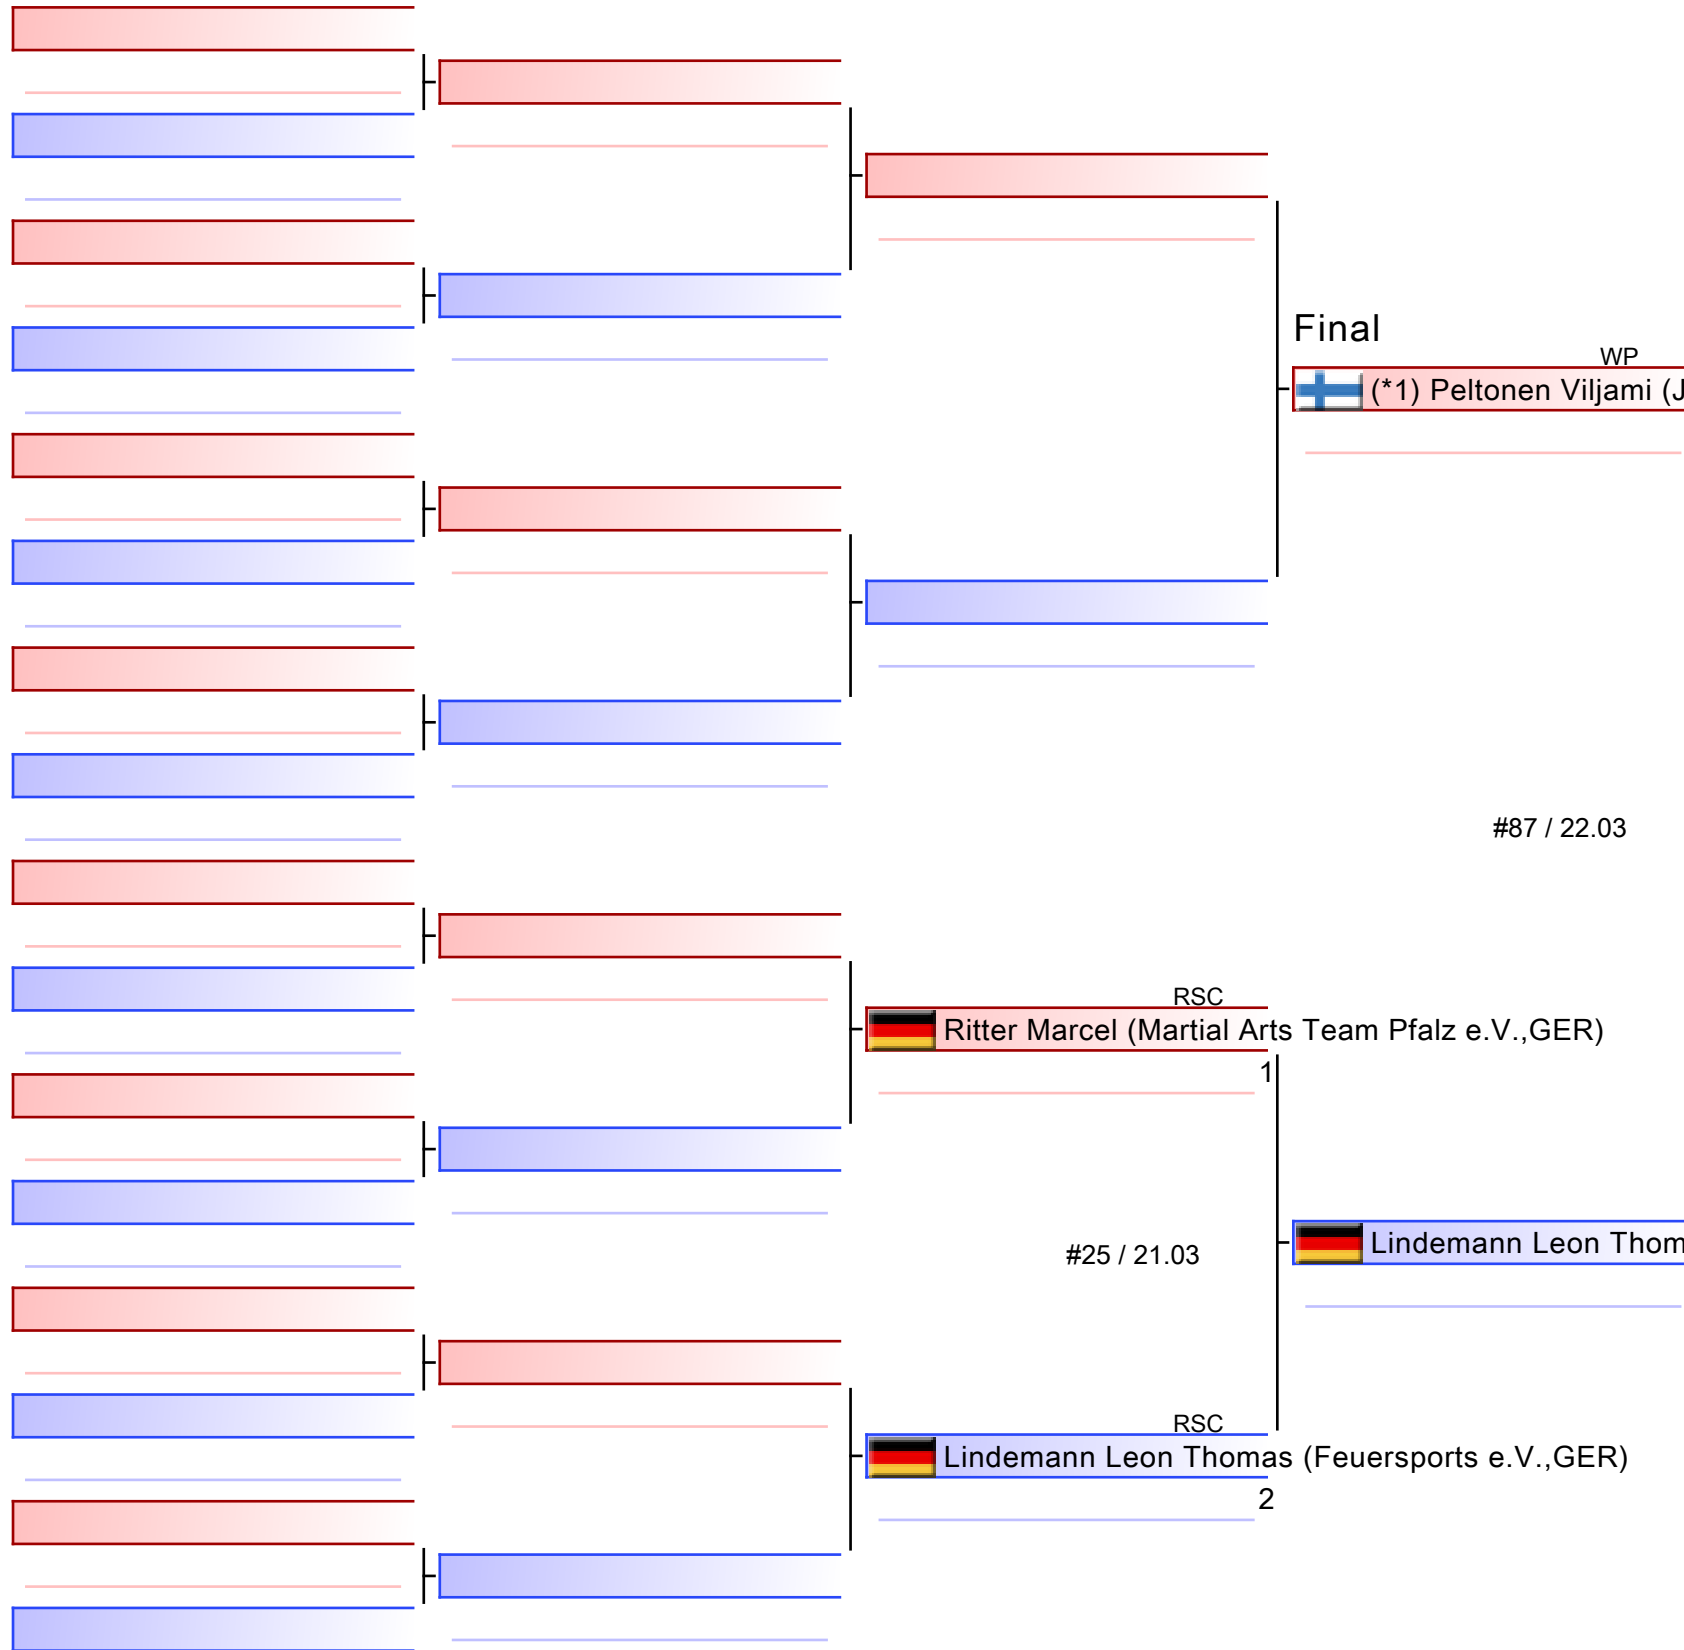 Final
WP
(*1) Peltonen Viljami (J
#87 / 22.03
RSC
Ritter Marcel (Martial Arts Team Pfalz e.V.,GER)
1
#25 / 21.03
Lindemann Leon Thom
RSC
Lindemann Leon Thomas (Feuersports e.V.,GER)
2